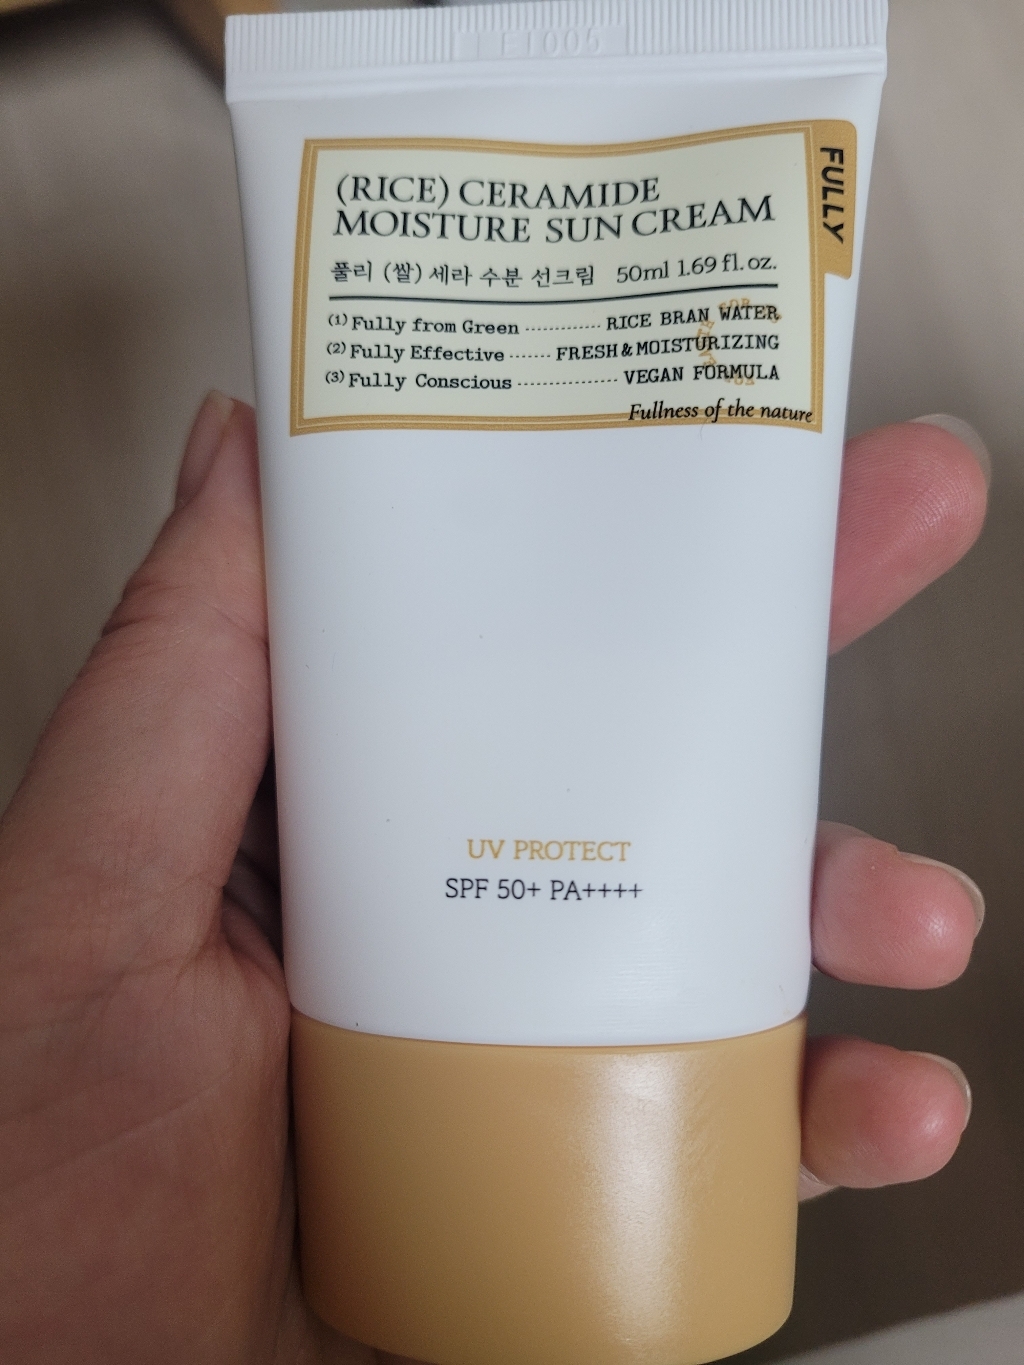 LEI005
FULLY
(RICE) CERAMIDE
MOISTURE SUN CREAM
풀리 (쌀) 세라 수분 선크림 50ml 1.69 fl.oz.
(1) Fully from Green ············· RICE BRAN WATER
(2) Fully Effective ······· FRESH & MOISTURIZING
(3) Fully Conscious ················ VEGAN FORMULA
Fullness of the nature
UV PROTECT
SPF 50+ PA++++